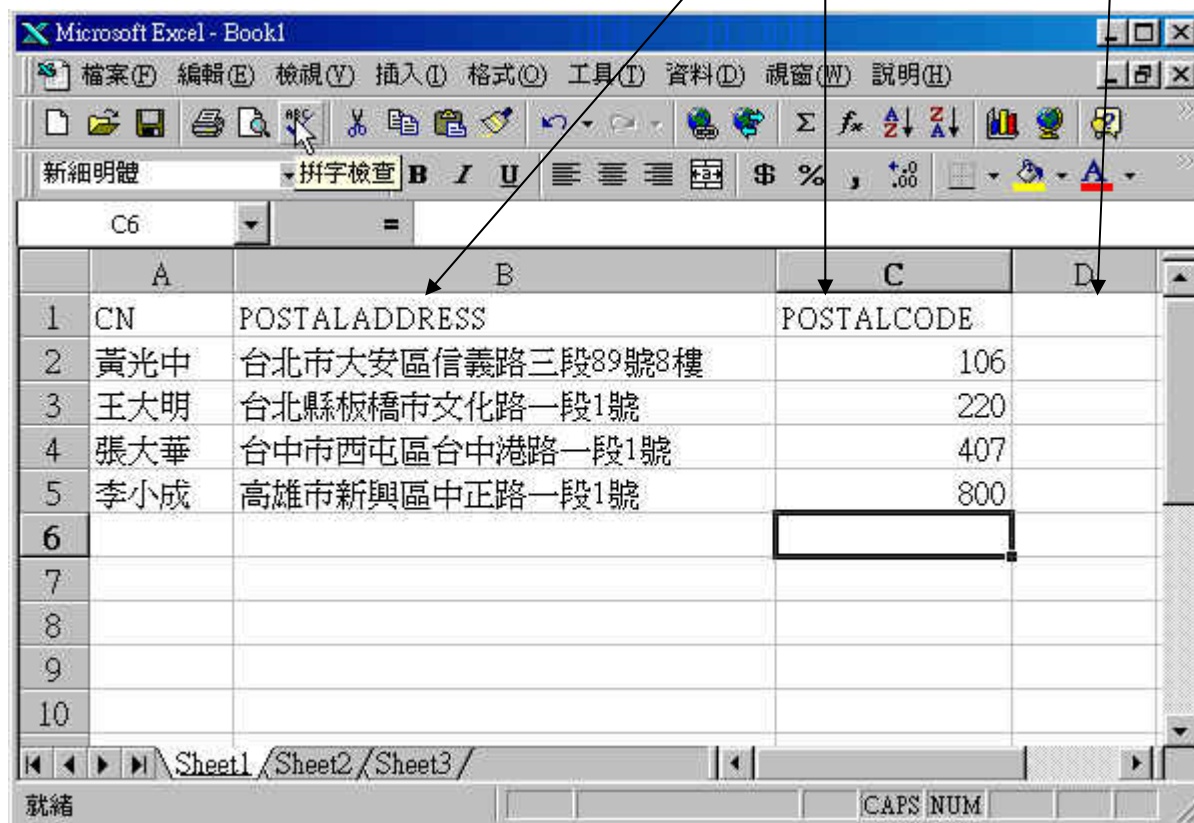 Microsoft Excel - Book1
檔案(F) 編輯(E) 檢視(V) 插入(I) 格式(O) 工具(T) 資料(D) 視窗(W) 說明(H)
ABC Σ fx A Z Z A
新細明體 拼字檢查 B I U a $ % , .0 .00 A
C6 =
A B C D
1 CN POSTALADDRESS POSTALCODE
2 黃光中 台北市大安區信義路三段89號8樓 106
3 王大明 台北縣板橋市文化路一段1號 220
4 張大華 台中市西屯區台中港路一段1號 407
5 李小成 高雄市新興區中正路一段1號 800
6
7
8
9
10
Sheet1 Sheet2 Sheet3
就緒 CAPS NUM